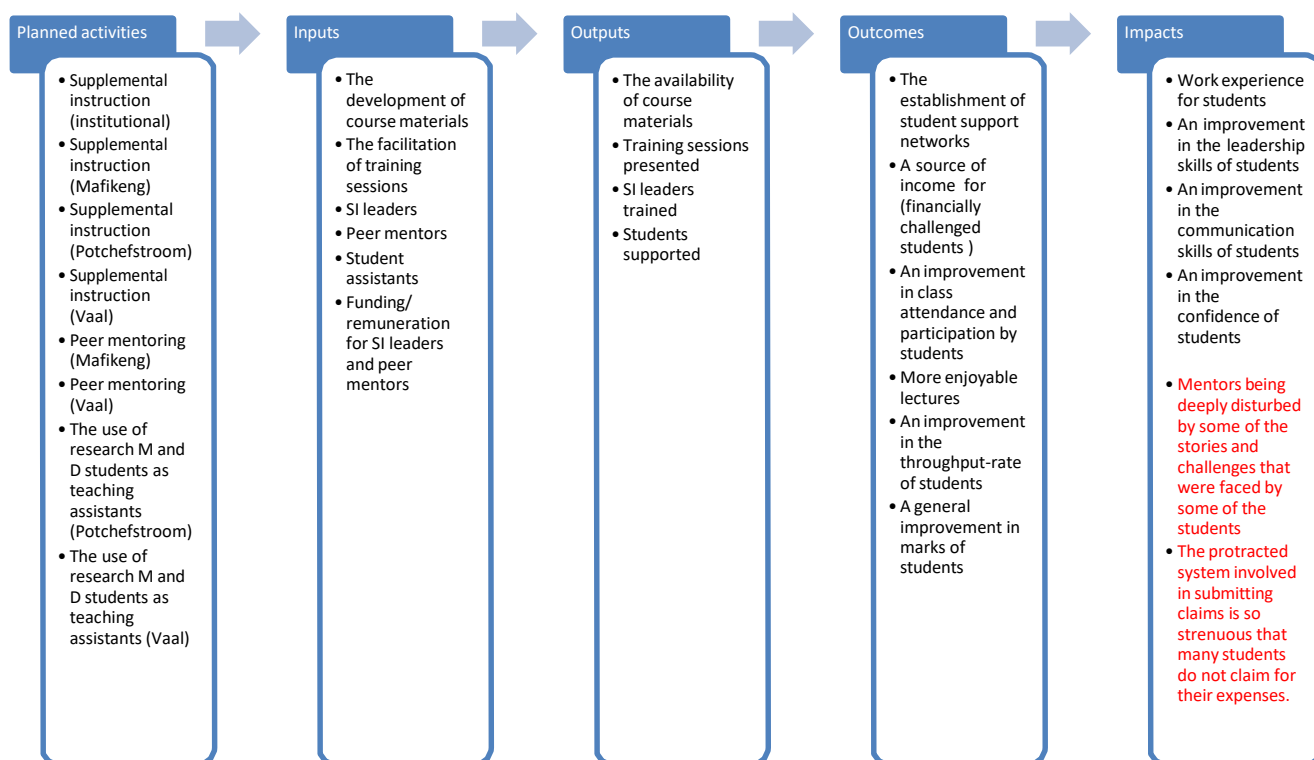 Planned activities
• Supplemental
instruction
(institutional)
• Supplemental
instruction
(Mafikeng)
• Supplemental
instruction
(Potchefstroom)
• Supplemental
instruction
(Vaal)
• Peer mentoring
(Mafikeng)
• Peer mentoring
(Vaal)
• The use of
research M and
D students as
teaching
assistants
(Potchefstroom)
• The use of
research M and
D students as
teaching
assistants (Vaal)
Inputs
• The
development of
course materials
• The facilitation
of training
sessions
• SI leaders
• Peer mentors
• Student
assistants
• Funding/
remuneration
for SI leaders
and peer
mentors
Outputs
• The availability
of course
materials
• Training sessions
presented
• SI leaders
trained
• Students
supported
Outcomes
• The
establishment of
student support
networks
• A source of
income for
(financially
challenged
students )
• An improvement
in class
attendance and
participation by
students
• More enjoyable
lectures
• An improvement
in the
throughput-rate
of students
• A general
improvement in
marks of
students
Impacts
• Work experience
for students
• An improvement
in the leadership
skills of students
• An improvement
in the
communication
skills of students
• An improvement
in the
confidence of
students
• Mentors being
deeply disturbed
by some of the
stories and
challenges that
were faced by
some of the
students
• The protracted
system involved
in submitting
claims is so
strenuous that
many students
do not claim for
their expenses.